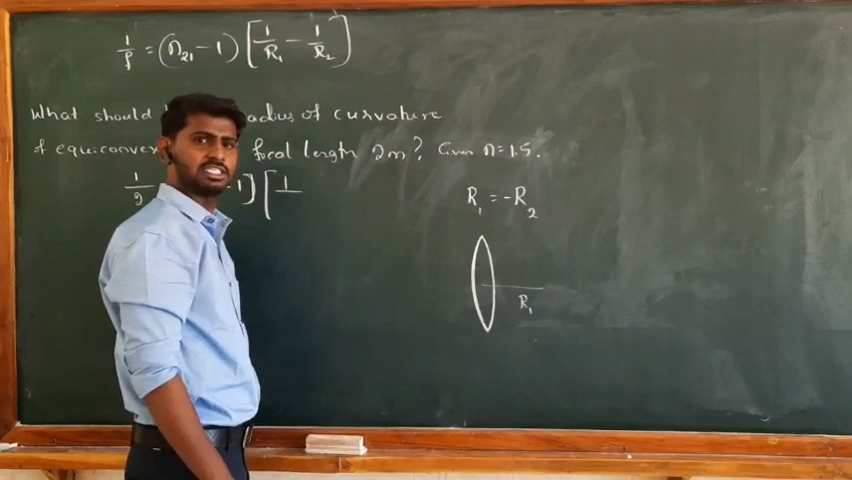 1/f = (n21 - 1) [1/R1 - 1/R2]
What should adius of curvature
of equiconvex focal length 2m? Given n=1.5.
1/2 1] [1
R1 = -R2
R1